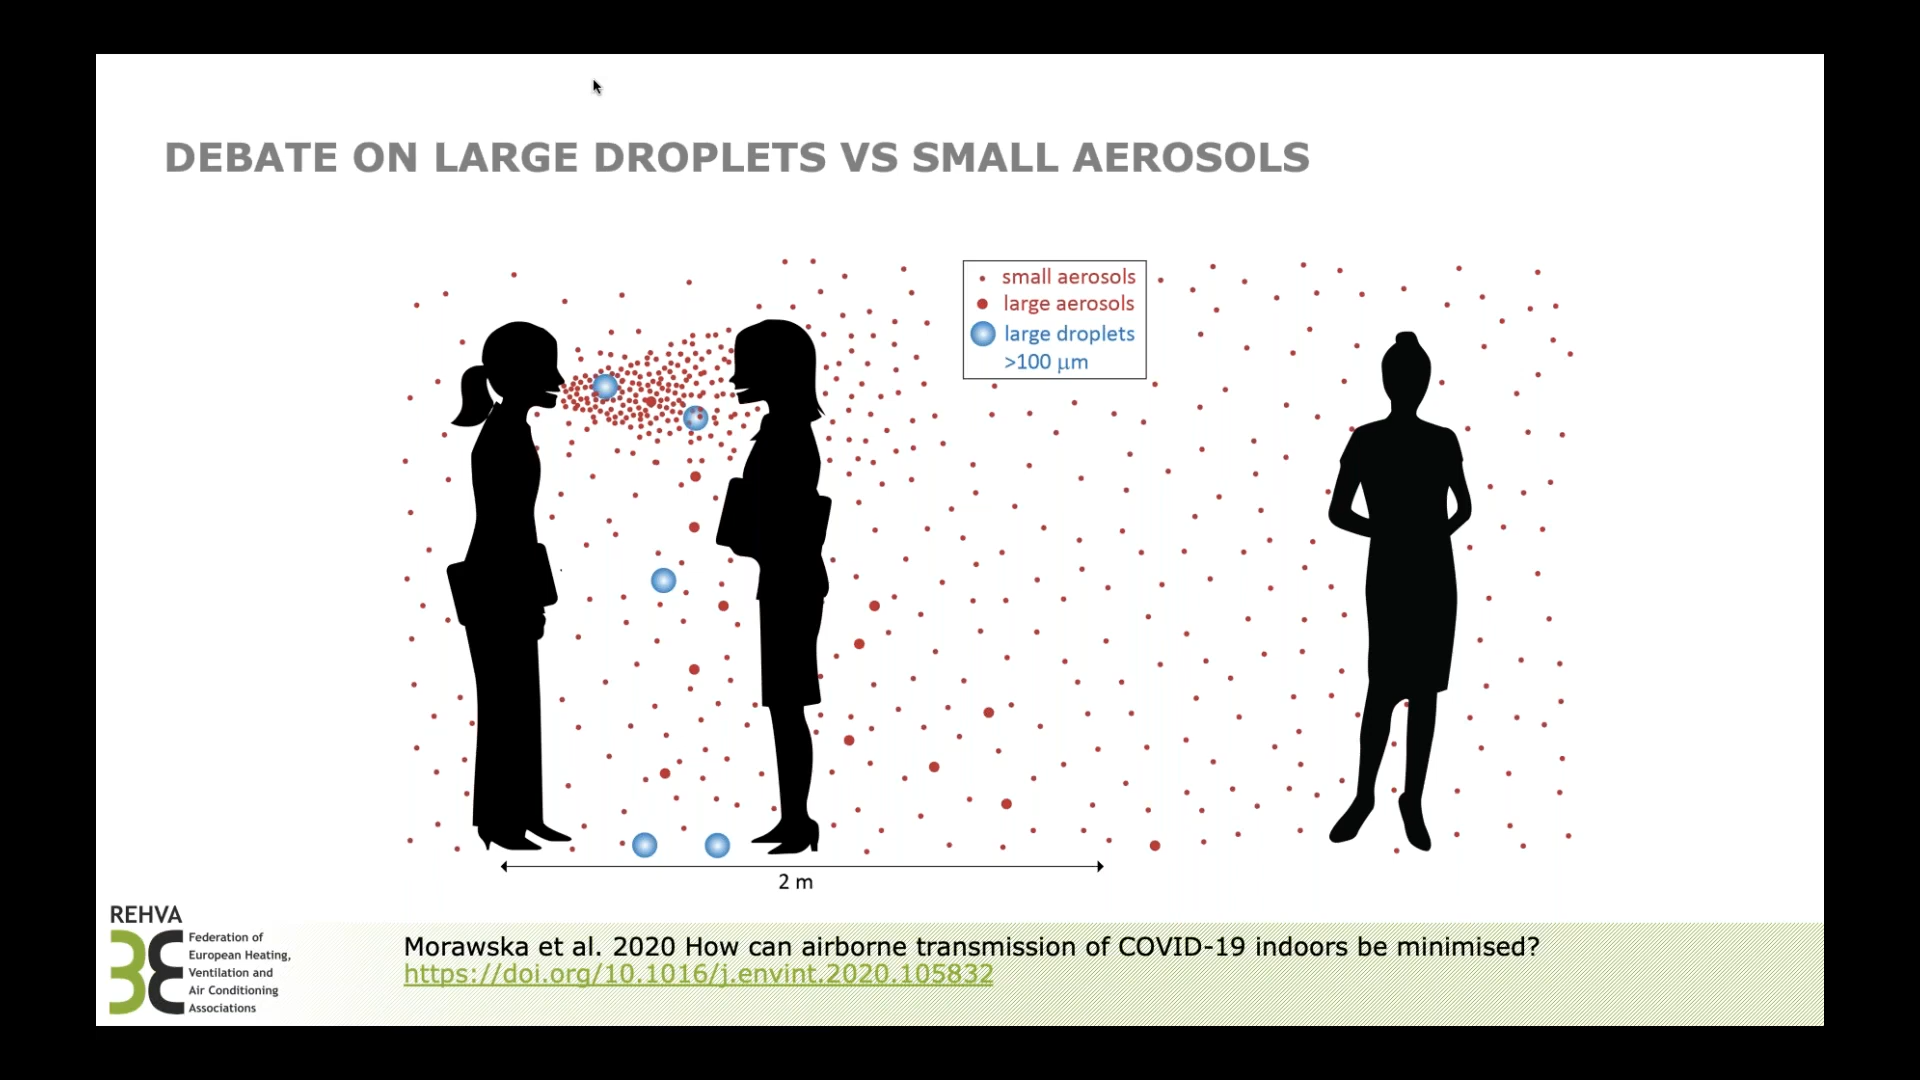 DEBATE ON LARGE DROPLETS VS SMALL AEROSOLS
small aerosols
large aerosols
large droplets
>100 µm
2 m
REHVA
Federation of
European Heating,
Ventilation and
Air Conditioning
Associations
Morawska et al. 2020 How can airborne transmission of COVID-19 indoors be minimised?
https://doi.org/10.1016/j.envint.2020.105832